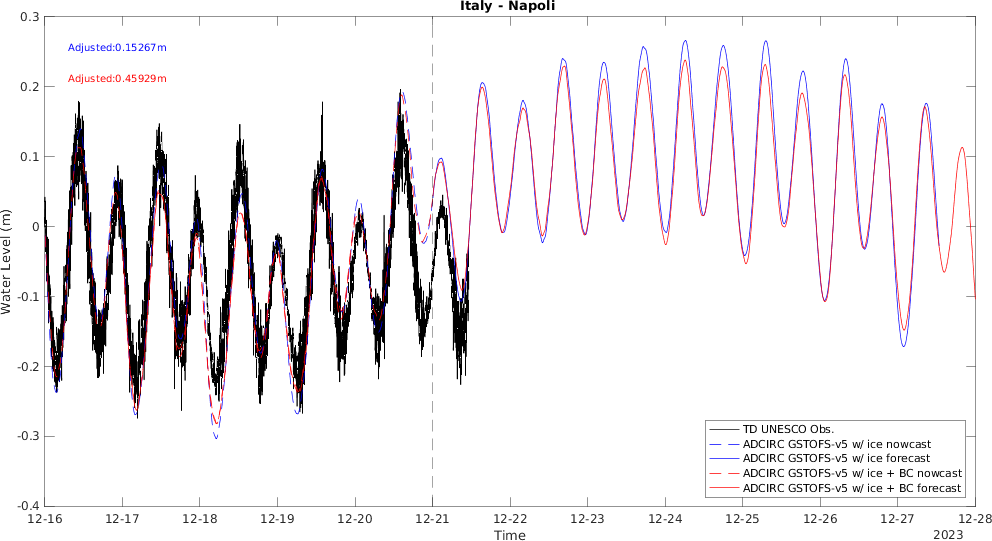 Italy - Napoli
Adjusted:0.15267m
Adjusted:0.45929m
Water Level (m)
0.3
0.2
0.1
0
-0.1
-0.2
-0.3
-0.4
TD UNESCO Obs.
ADCIRC GSTOFS-v5 w/ ice nowcast
ADCIRC GSTOFS-v5 w/ ice forecast
ADCIRC GSTOFS-v5 w/ ice + BC nowcast
ADCIRC GSTOFS-v5 w/ ice + BC forecast
12-16 12-17 12-18 12-19 12-20 12-21 12-22 12-23 12-24 12-25 12-26 12-27 12-28
Time
2023